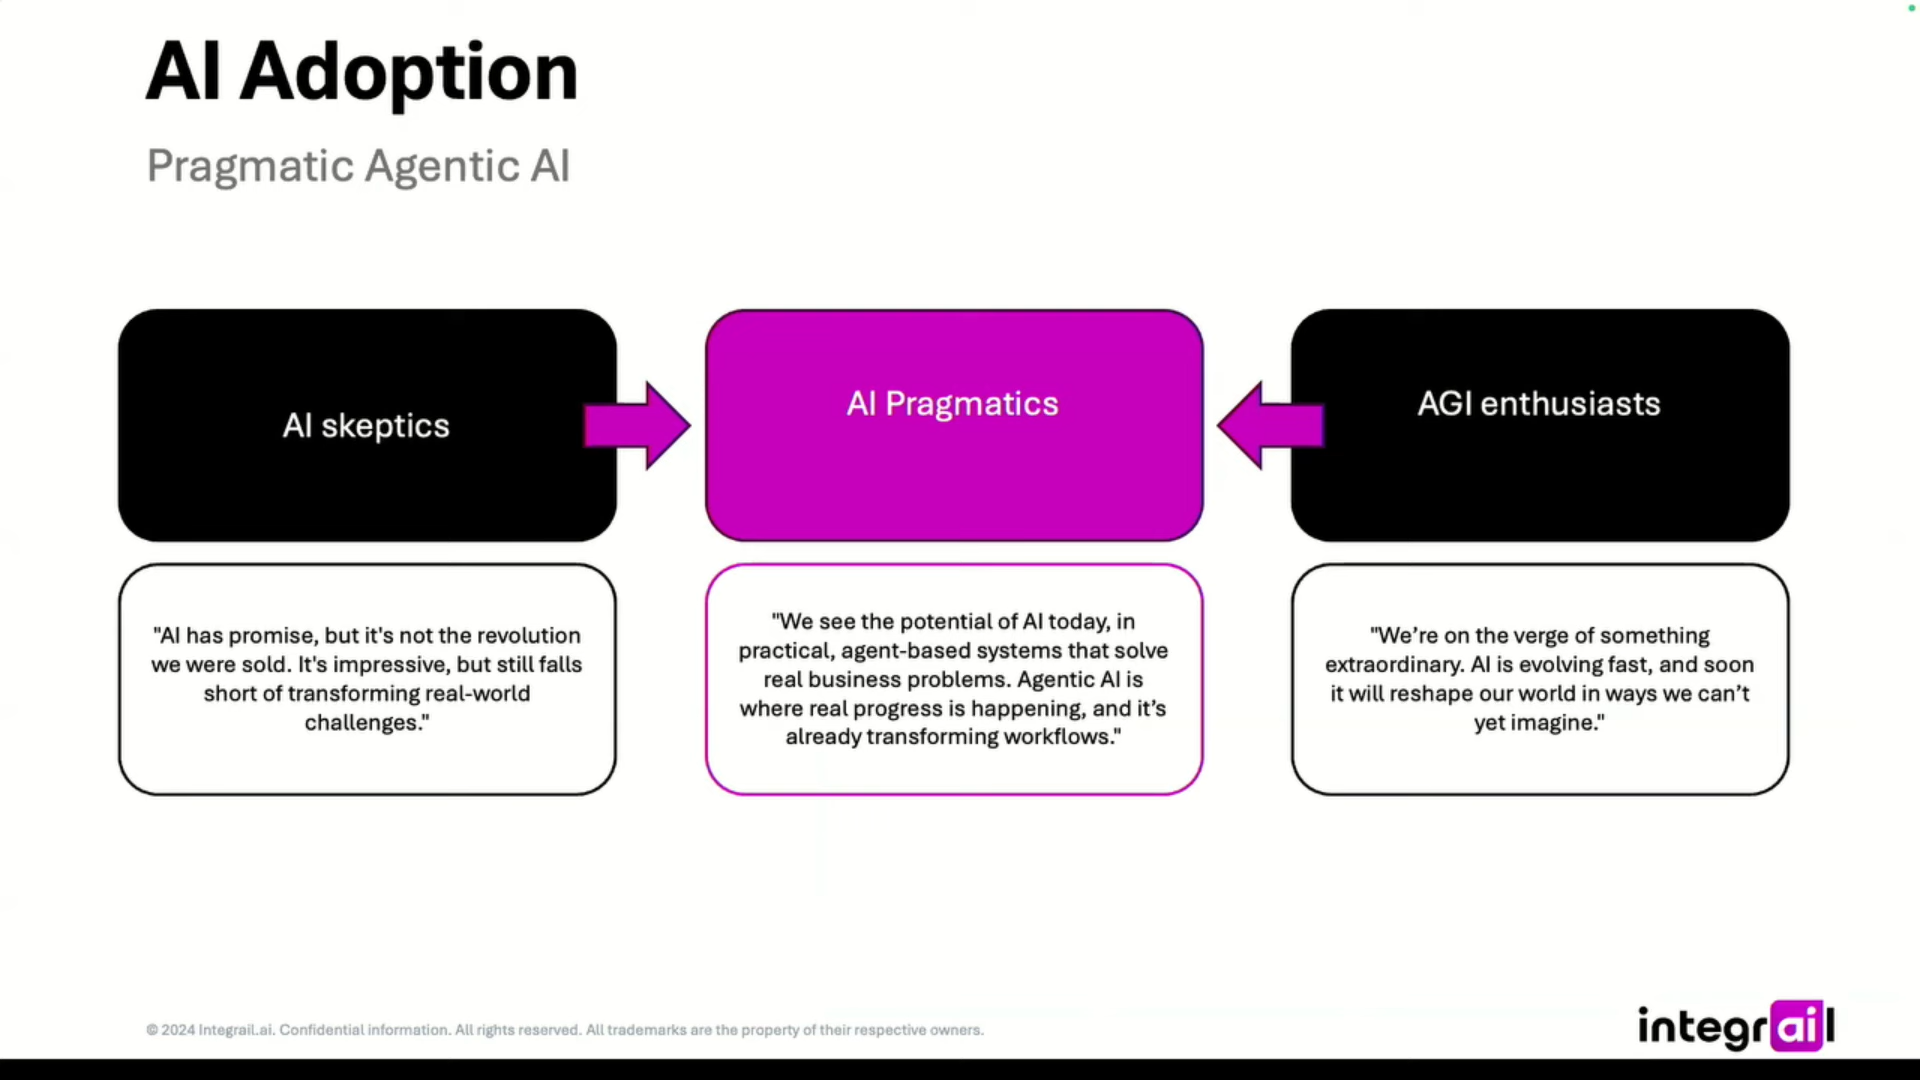 AI Adoption
Pragmatic Agentic AI
AI skeptics
AI Pragmatics
AGI enthusiasts
"AI has promise, but it's not the revolution
we were sold. It's impressive, but still falls
short of transforming real-world
challenges."
"We see the potential of AI today, in
practical, agent-based systems that solve
real business problems. Agentic AI is
where real progress is happening, and it’s
already transforming workflows."
"We’re on the verge of something
extraordinary. AI is evolving fast, and soon
it will reshape our world in ways we can’t
yet imagine."
© 2024 Integrail.ai. Confidential information. All rights reserved. All trademarks are the property of their respective owners.
integrail